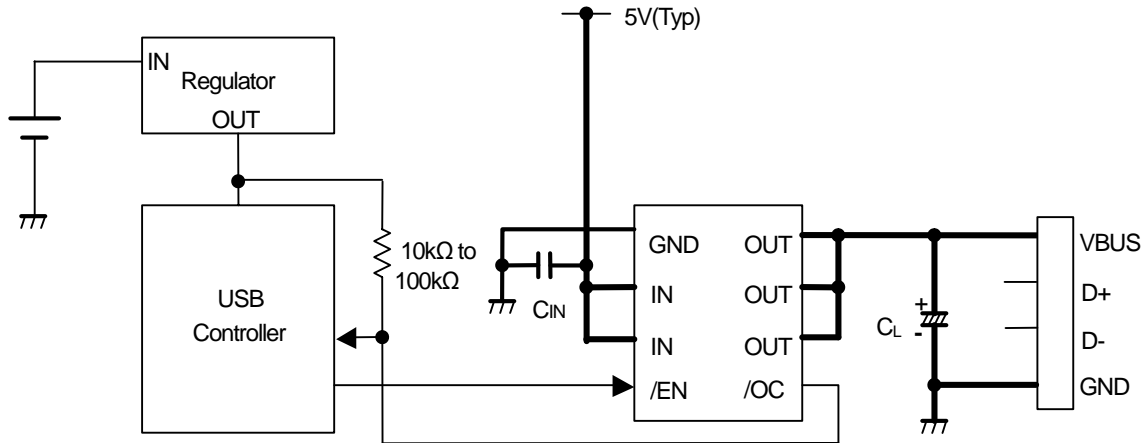 5V(Typ)
IN
Regulator
OUT
10kΩ to
100kΩ
USB
Controller
CIN
GND
IN
IN
/EN
OUT
OUT
OUT
/OC
+
CL
-
VBUS
D+
D-
GND